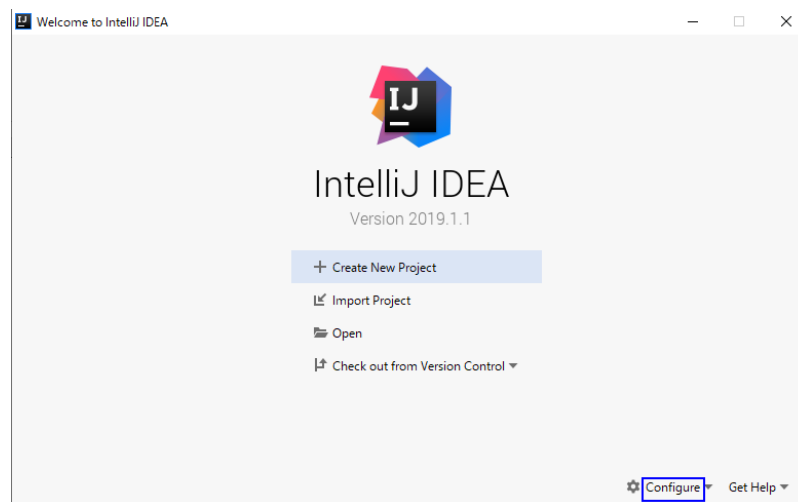 Welcome to IntelliJ IDEA
IJ
IntelliJ IDEA
Version 2019.1.1
Create New Project
Import Project
Open
Check out from Version Control
Configure Get Help